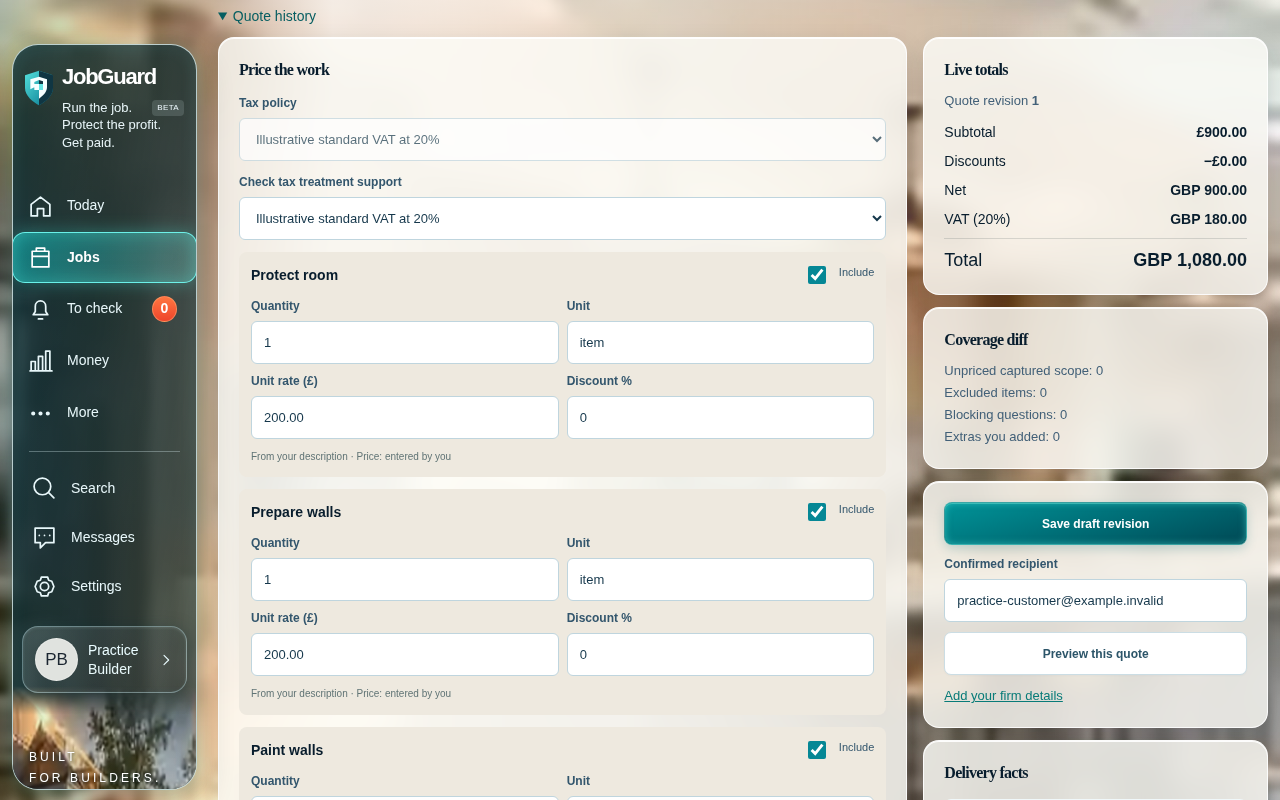 ▼ Quote history
JobGuard
Run the job.
Protect the profit.
Get paid.
BETA
Today
Jobs
To check
0
Money
More
Search
Messages
Settings
PB
Practice
Builder
BUILT
FOR BUILDERS.
Price the work
Tax policy
Illustrative standard VAT at 20%
Check tax treatment support
Illustrative standard VAT at 20%
Protect room
Include
Quantity
Unit
1
item
Unit rate (£)
Discount %
200.00
0
From your description · Price: entered by you
Prepare walls
Include
Quantity
Unit
1
item
Unit rate (£)
Discount %
200.00
0
From your description · Price: entered by you
Paint walls
Include
Quantity
Unit
Live totals
Quote revision 1
Subtotal £900.00
Discounts −£0.00
Net GBP 900.00
VAT (20%) GBP 180.00
Total GBP 1,080.00
Coverage diff
Unpriced captured scope: 0
Excluded items: 0
Blocking questions: 0
Extras you added: 0
Save draft revision
Confirmed recipient
practice-customer@example.invalid
Preview this quote
Add your firm details
Delivery facts